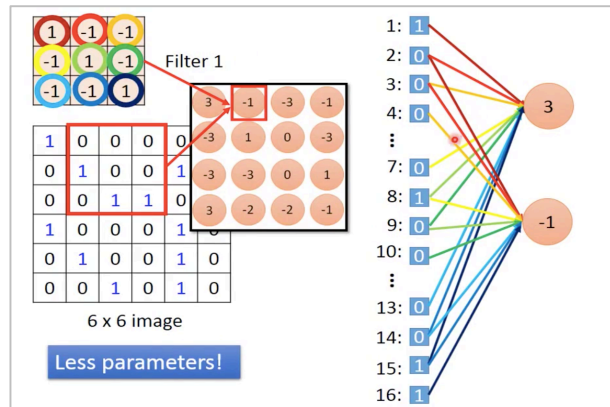 1 -1 -1
-1 1 -1
-1 -1 1
Filter 1
1 0 0 0 0
0 1 0 0 1
0 0 1 1 0
1 0 0 0 1 0
0 1 0 0 1 0
0 0 1 0 1 0
6 x 6 image
Less parameters!
3 -1 -3 -1
-3 1 0 -3
-3 -3 0 1
3 -2 -2 -1
1: 1
2: 0
3: 0
4: 0
⋮
7: 0
8: 1
9: 0
10: 0
⋮
13: 0
14: 0
15: 1
16: 1
3
-1